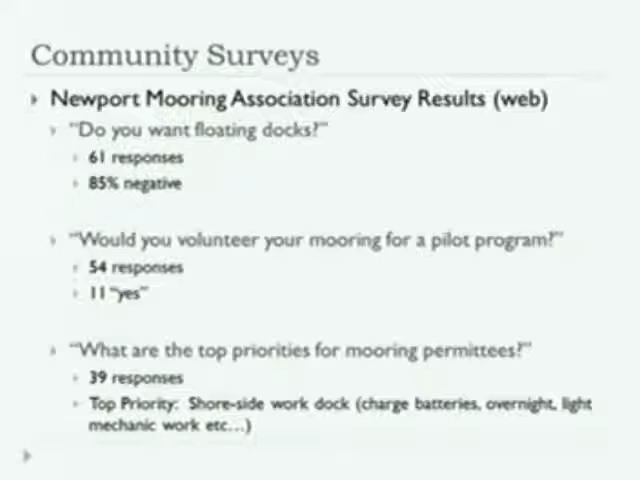 Community Surveys
Newport Mooring Association Survey Results (web)
"Do you want floating docks?"
61 responses
85% negative
"Would you volunteer your mooring for a pilot program?"
54 responses
11 "yes"
"What are the top priorities for mooring permittees?"
39 responses
Top Priority: Shore-side work dock (charge batteries, overnight, light
mechanic work etc...)